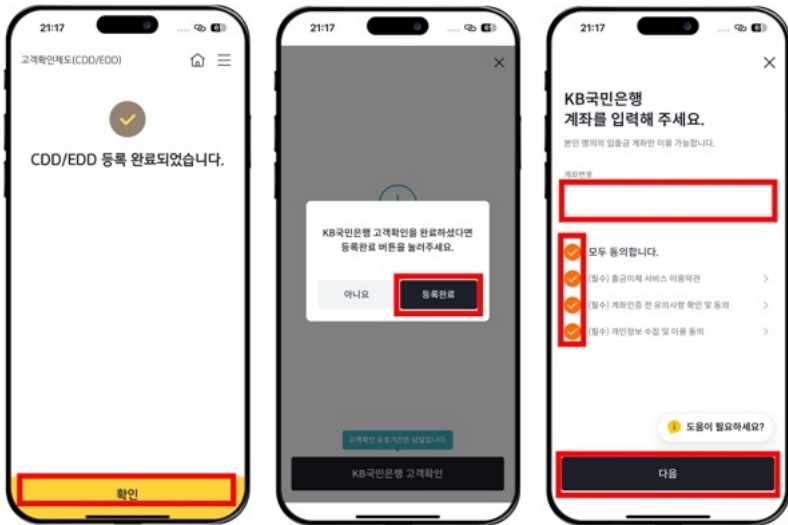 21:17
고객확인제도(CDD/EDD)
CDD/EDD 등록 완료되었습니다.
확인
21:17
KB국민은행 고객확인을 완료하셨다면
등록완료 버튼을 눌러주세요.
아니요
등록완료
고객확인 유효기간은 당일입니다.
KB국민은행 고객확인
21:17
KB국민은행
계좌를 입력해 주세요.
본인 명의의 입출금 계좌만 이용 가능합니다.
계좌번호
모두 동의합니다.
(필수) 출금이체 서비스 이용약관
(필수) 계좌인증 전 유의사항 확인 및 동의
(필수) 개인정보 수집 및 이용 동의
도움이 필요하세요?
다음